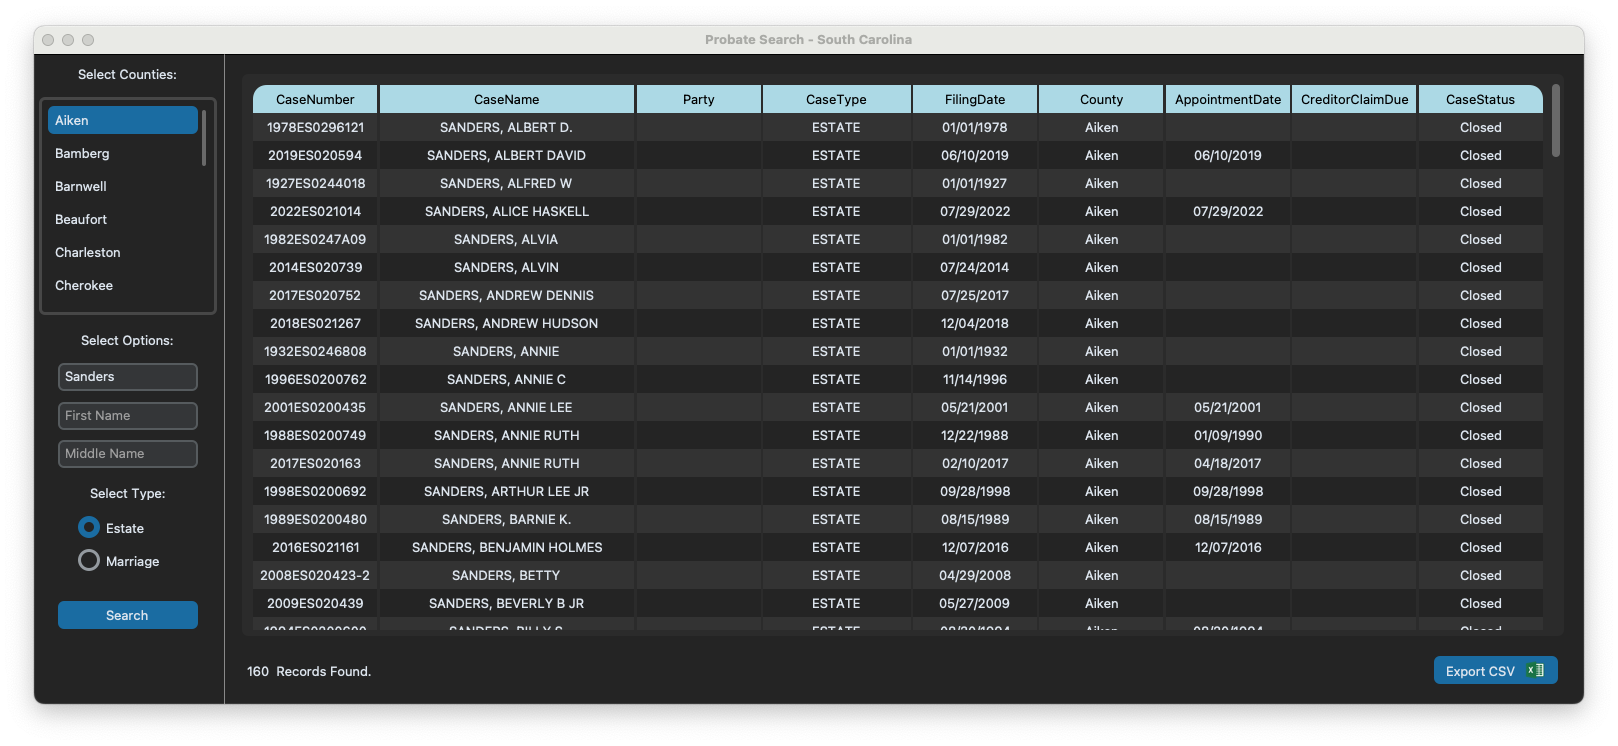 Probate Search - South Carolina
Select Counties:
Aiken
Bamberg
Barnwell
Beaufort
Charleston
Cherokee
Select Options:
Sanders
First Name
Middle Name
Select Type:
Estate
Marriage
Search
CaseNumber CaseName Party CaseType FilingDate County AppointmentDate CreditorClaimDue CaseStatus
1978ES0296121 SANDERS, ALBERT D. ESTATE 01/01/1978 Aiken Closed
2019ES020594 SANDERS, ALBERT DAVID ESTATE 06/10/2019 Aiken 06/10/2019 Closed
1927ES0244018 SANDERS, ALFRED W ESTATE 01/01/1927 Aiken Closed
2022ES021014 SANDERS, ALICE HASKELL ESTATE 07/29/2022 Aiken 07/29/2022 Closed
1982ES0247A09 SANDERS, ALVIA ESTATE 01/01/1982 Aiken Closed
2014ES020739 SANDERS, ALVIN ESTATE 07/24/2014 Aiken Closed
2017ES020752 SANDERS, ANDREW DENNIS ESTATE 07/25/2017 Aiken Closed
2018ES021267 SANDERS, ANDREW HUDSON ESTATE 12/04/2018 Aiken Closed
1932ES0246808 SANDERS, ANNIE ESTATE 01/01/1932 Aiken Closed
1996ES0200762 SANDERS, ANNIE C ESTATE 11/14/1996 Aiken Closed
2001ES0200435 SANDERS, ANNIE LEE ESTATE 05/21/2001 Aiken 05/21/2001 Closed
1988ES0200749 SANDERS, ANNIE RUTH ESTATE 12/22/1988 Aiken 01/09/1990 Closed
2017ES020163 SANDERS, ANNIE RUTH ESTATE 02/10/2017 Aiken 04/18/2017 Closed
1998ES0200692 SANDERS, ARTHUR LEE JR ESTATE 09/28/1998 Aiken 09/28/1998 Closed
1989ES0200480 SANDERS, BARNIE K. ESTATE 08/15/1989 Aiken 08/15/1989 Closed
2016ES021161 SANDERS, BENJAMIN HOLMES ESTATE 12/07/2016 Aiken 12/07/2016 Closed
2008ES020423-2 SANDERS, BETTY ESTATE 04/29/2008 Aiken Closed
2009ES020439 SANDERS, BEVERLY B JR ESTATE 05/27/2009 Aiken Closed
SANDERS, ESTATE Aiken Closed
160 Records Found.
Export CSV